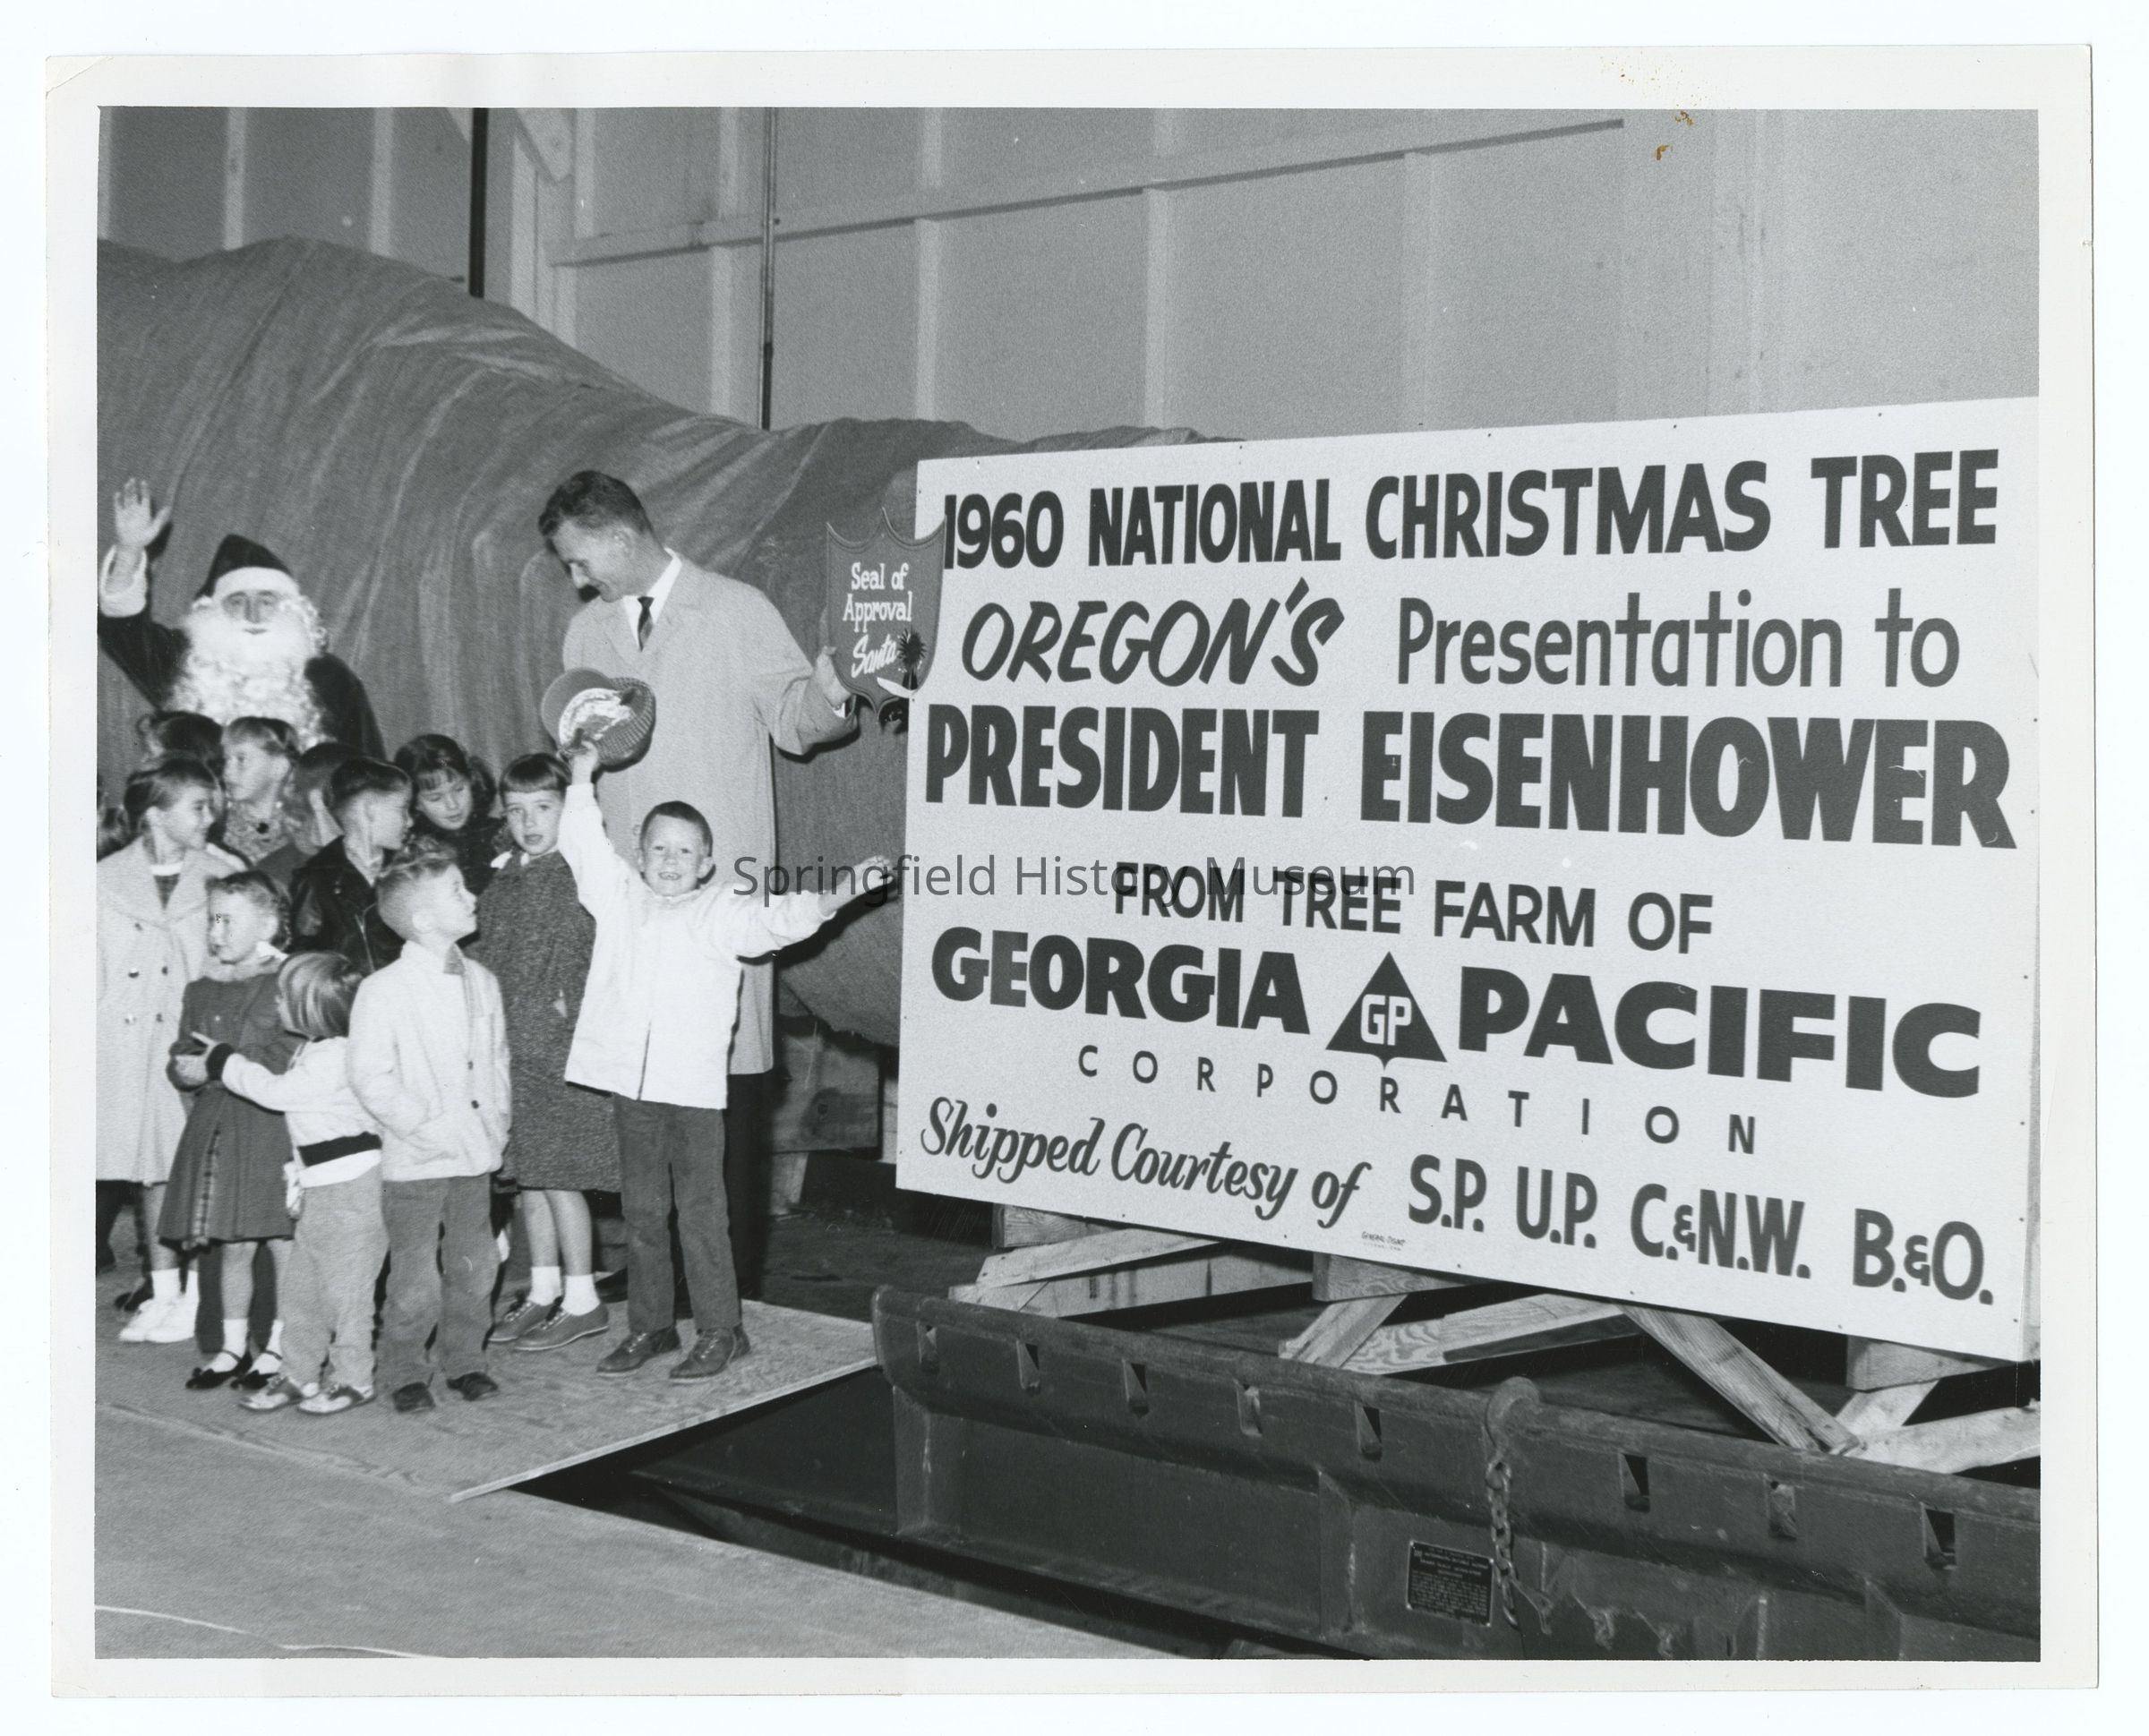 Seal of
Approval
Santa
1960 NATIONAL CHRISTMAS TREE
OREGON'S Presentation to
PRESIDENT EISENHOWER
FROM TREE FARM OF
GEORGIA GP PACIFIC
CORPORATION
Shipped Courtesy of S.P. U.P. C.&N.W. B.&O.
Springfield History Museum